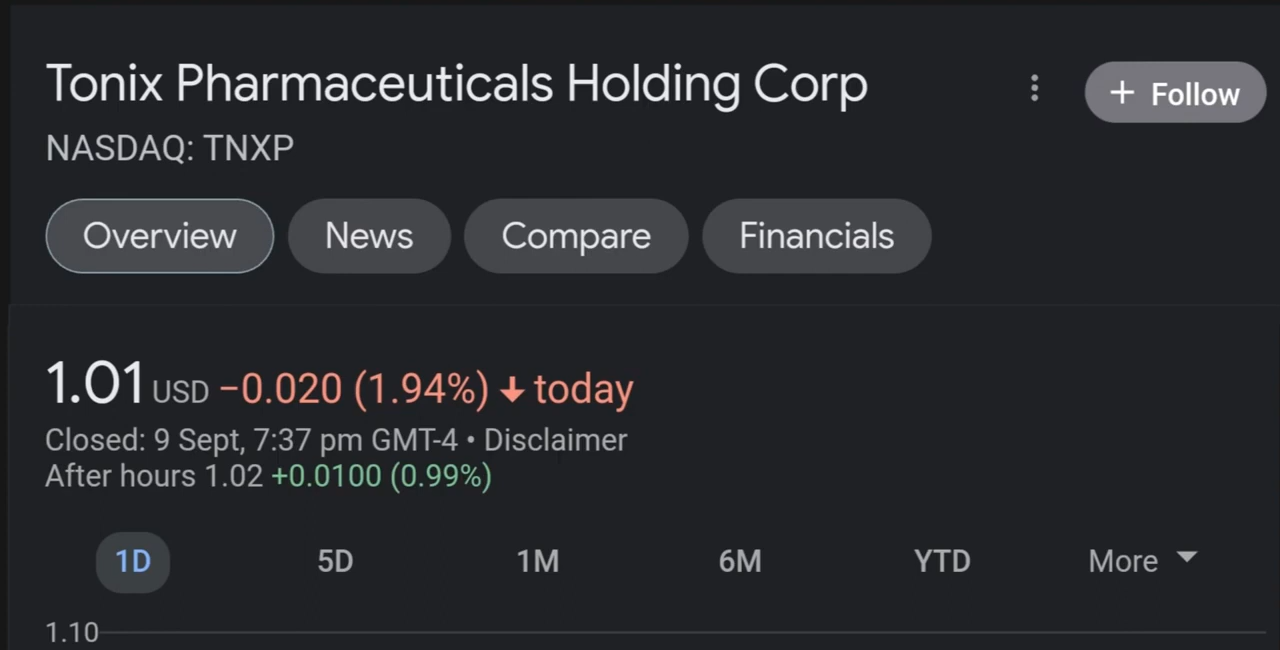 Tonix Pharmaceuticals Holding Corp
+ Follow
NASDAQ: TNXP
Overview News Compare Financials
1.01 USD −0.020 (1.94%) ↓ today
Closed: 9 Sept, 7:37 pm GMT-4 • Disclaimer
After hours 1.02 +0.0100 (0.99%)
1D 5D 1M 6M YTD More
1.10